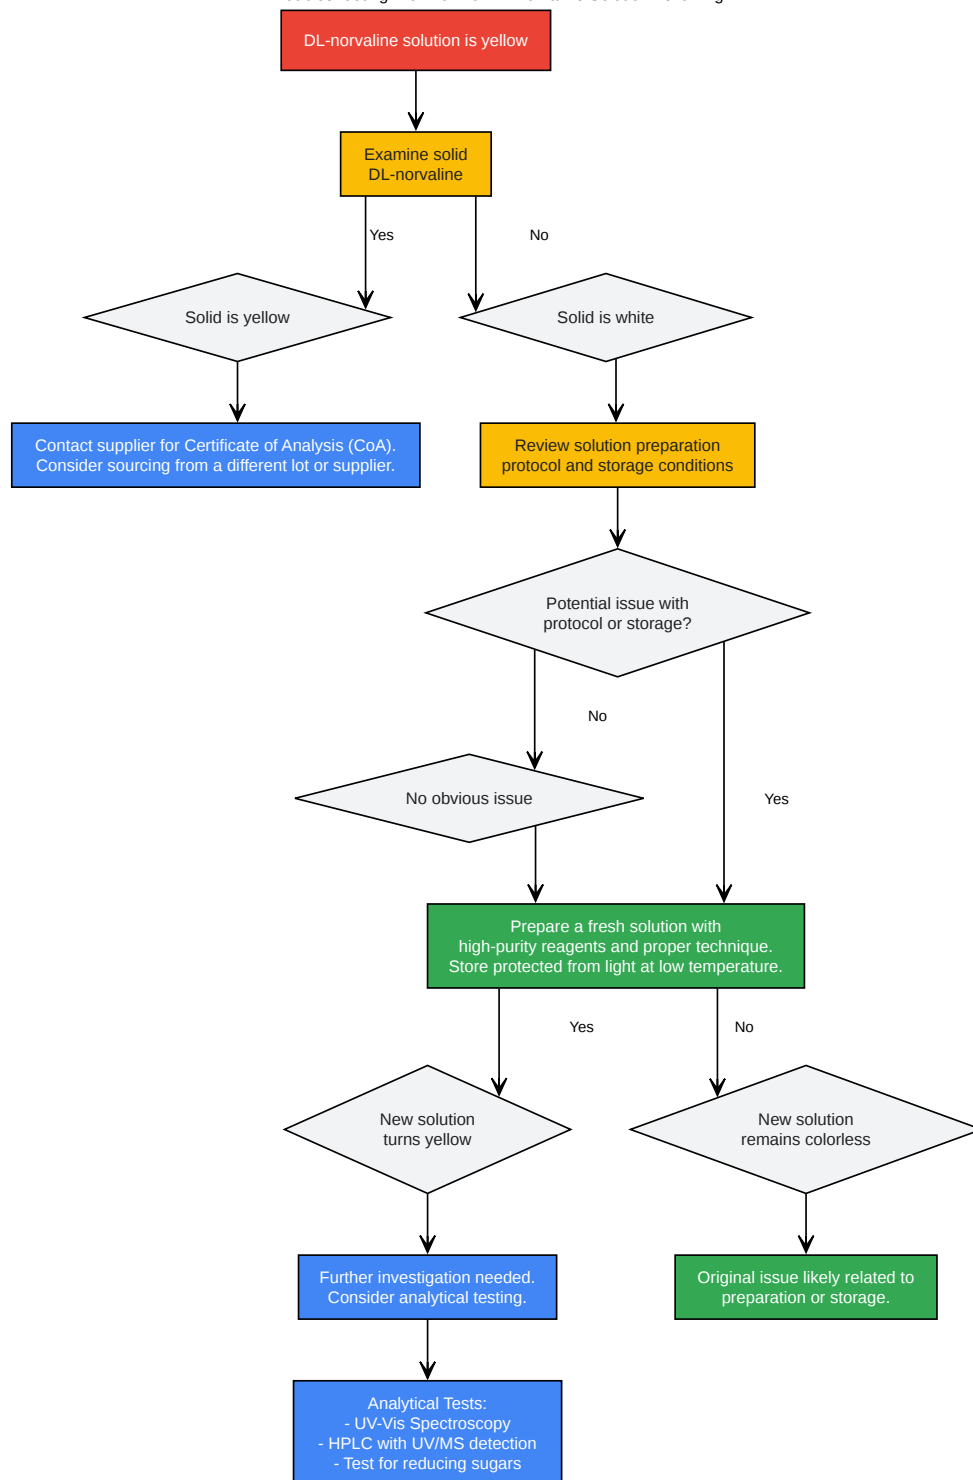 DL-norvaline solution is yellow
Examine solid
DL-norvaline
Yes
No
Solid is yellow
Solid is white
Contact supplier for Certificate of Analysis (CoA).
Consider sourcing from a different lot or supplier.
Review solution preparation
protocol and storage conditions
Potential issue with
protocol or storage?
No
No obvious issue
Yes
Prepare a fresh solution with
high-purity reagents and proper technique.
Store protected from light at low temperature.
Yes
No
New solution
turns yellow
New solution
remains colorless
Further investigation needed.
Consider analytical testing.
Original issue likely related to
preparation or storage.
Analytical Tests:
- UV-Vis Spectroscopy
- HPLC with UV/MS detection
- Test for reducing sugars